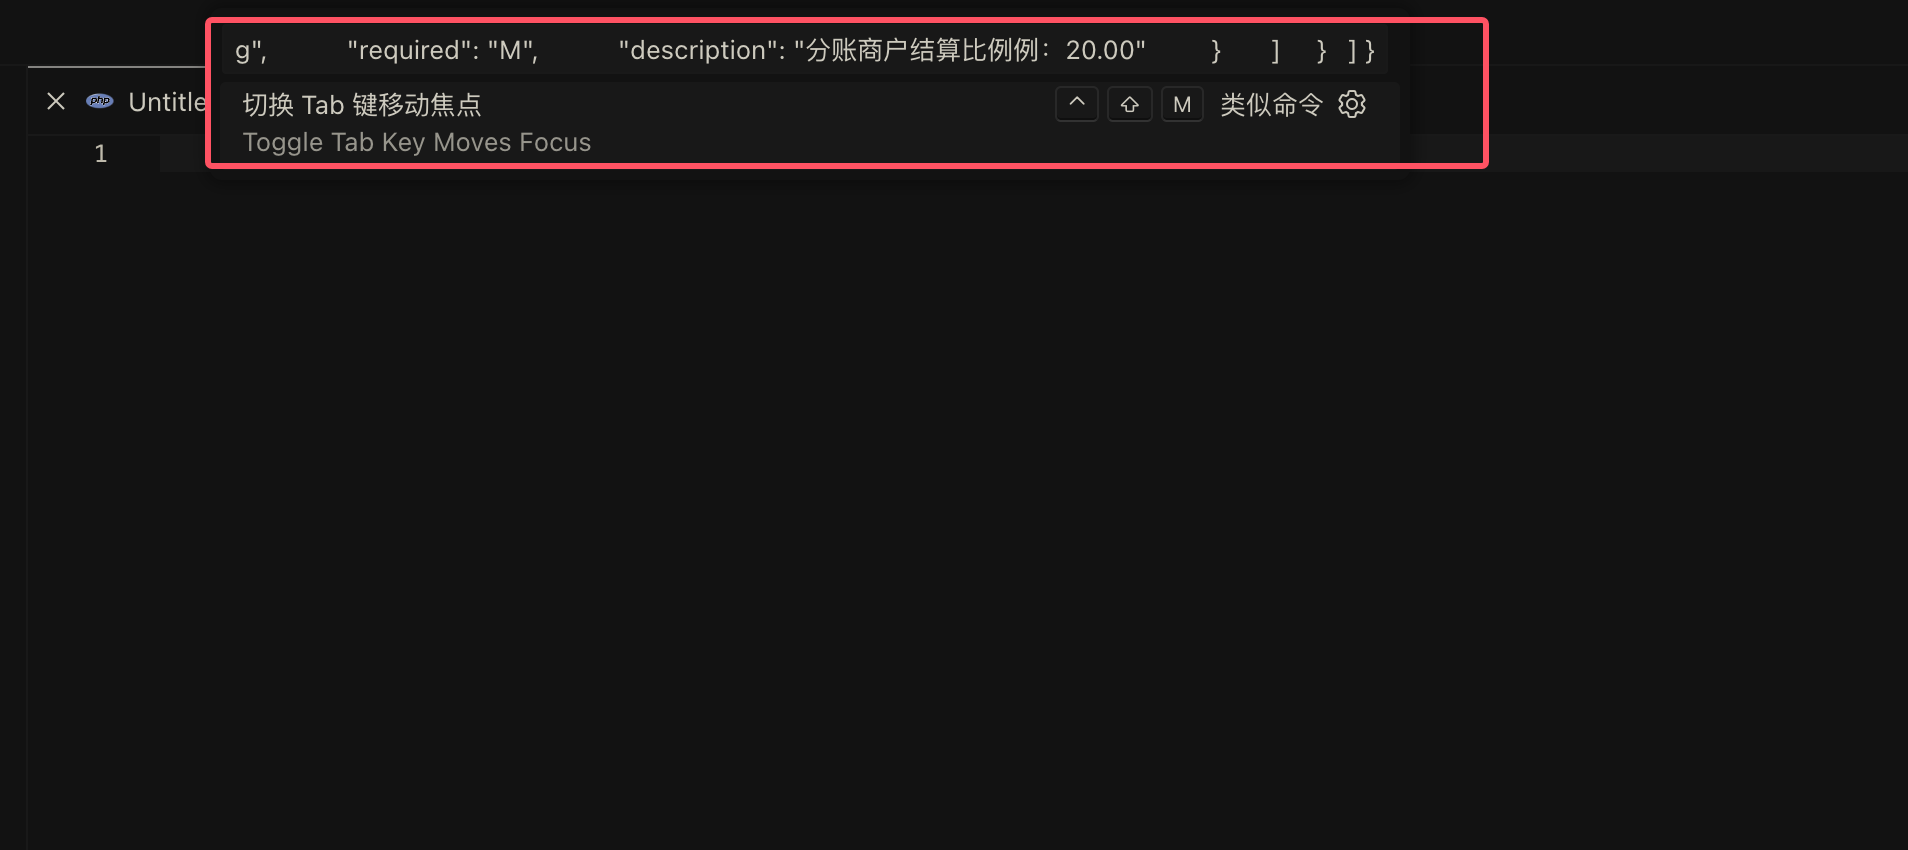 g", "required": "M", "description": "分账商户结算比例例：20.00" } ] } ] }
切换 Tab 键移动焦点 ^ ⇧ M 类似命令
Toggle Tab Key Moves Focus
php Untitle
1